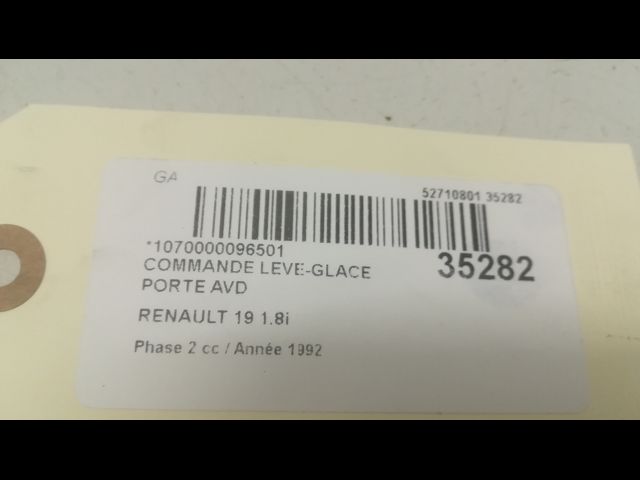 GA
52710801 35282
*1070000096501
35282
COMMANDE LEVE-GLACE
PORTE AVD
RENAULT 19 1.8i
Phase 2 cc / Année 1992